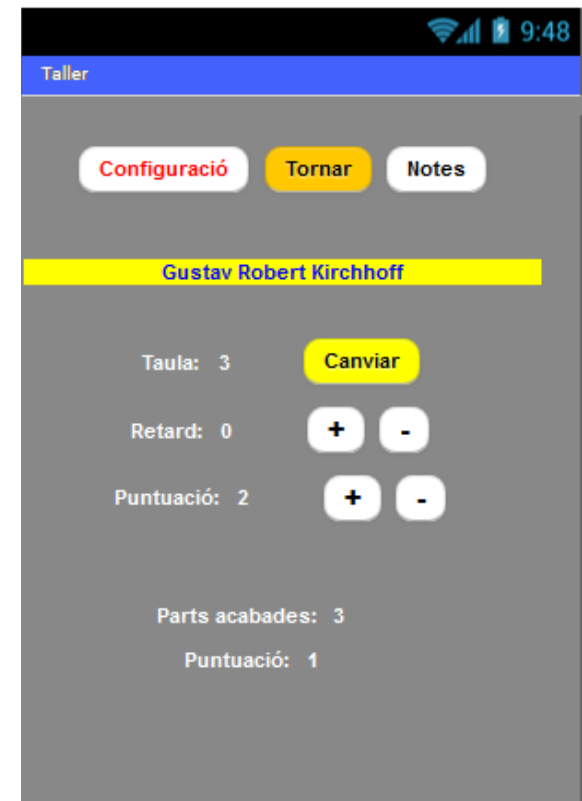 9:48
Taller
Configuració Tornar Notes
Gustav Robert Kirchhoff
Taula: 3 Canviar
Retard: 0 + -
Puntuació: 2 + -
Parts acabades: 3
Puntuació: 1